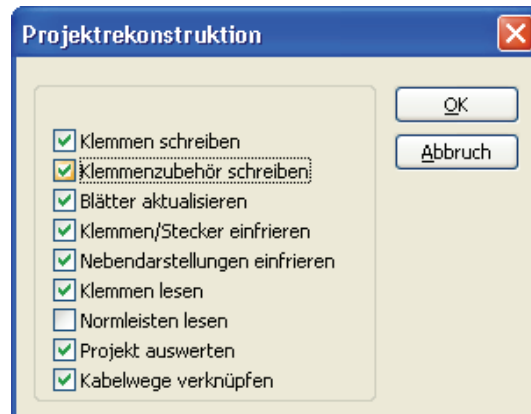 Projektrekonstruktion
OK
Klemmen schreiben
Abbruch
Klemmenzubehör schreiben
Blätter aktualisieren
Klemmen/Stecker einfrieren
Nebendarstellungen einfrieren
Klemmen lesen
Normleisten lesen
Projekt auswerten
Kabelwege verknüpfen